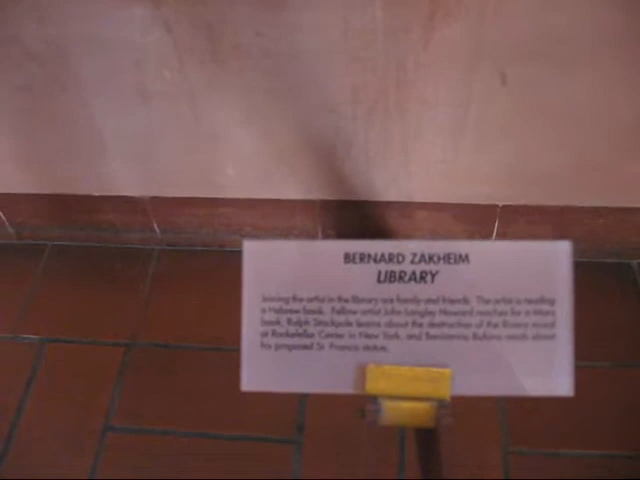 BERNARD ZAKHEIM
LIBRARY
Joining the artist in the library are family and friends. The artist is reading
a Hebrew book. Fellow artist John Langley Howard reaches for a Marx
book, Ralph Stackpole learns about the destruction of the Rivera mural
at Rockefeller Center in New York, and Beniamino Bufano reads about
his proposed St. Francis statue.